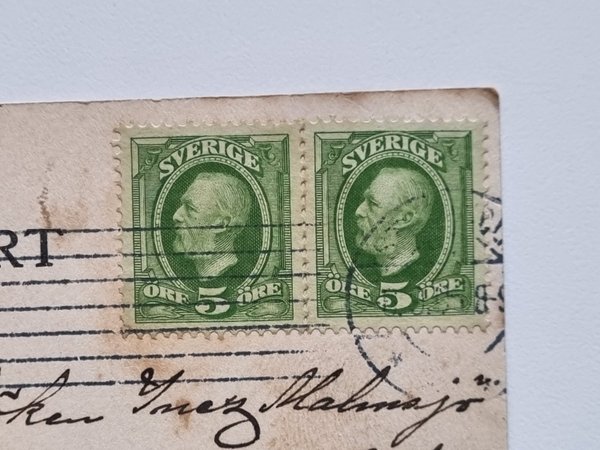 SVERIGE SVERIGE
ÖRE 5 ÖRE ÖRE 5 ÖRE
RT
Inez Malmsjö